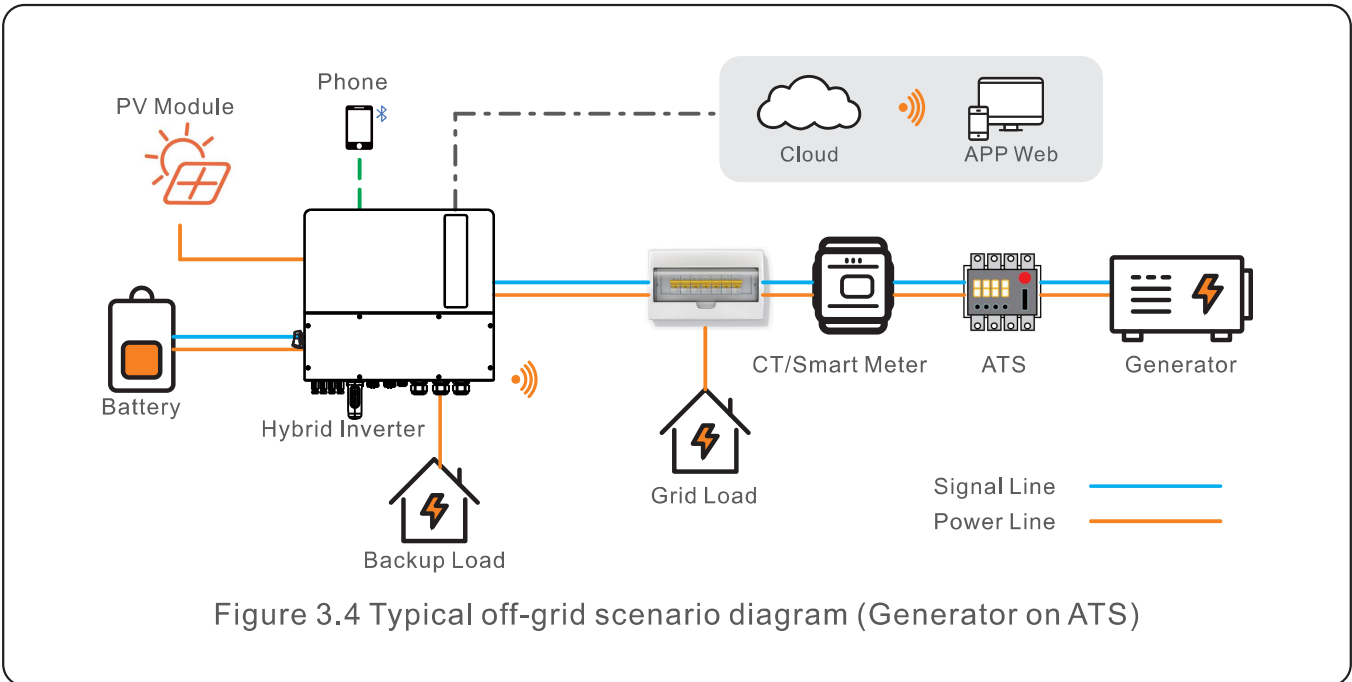 Phone
PV Module
Cloud
APP Web
CT/Smart Meter
ATS
Generator
Battery
Hybrid Inverter
Grid Load
Signal Line
Power Line
Backup Load
Figure 3.4 Typical off-grid scenario diagram (Generator on ATS)